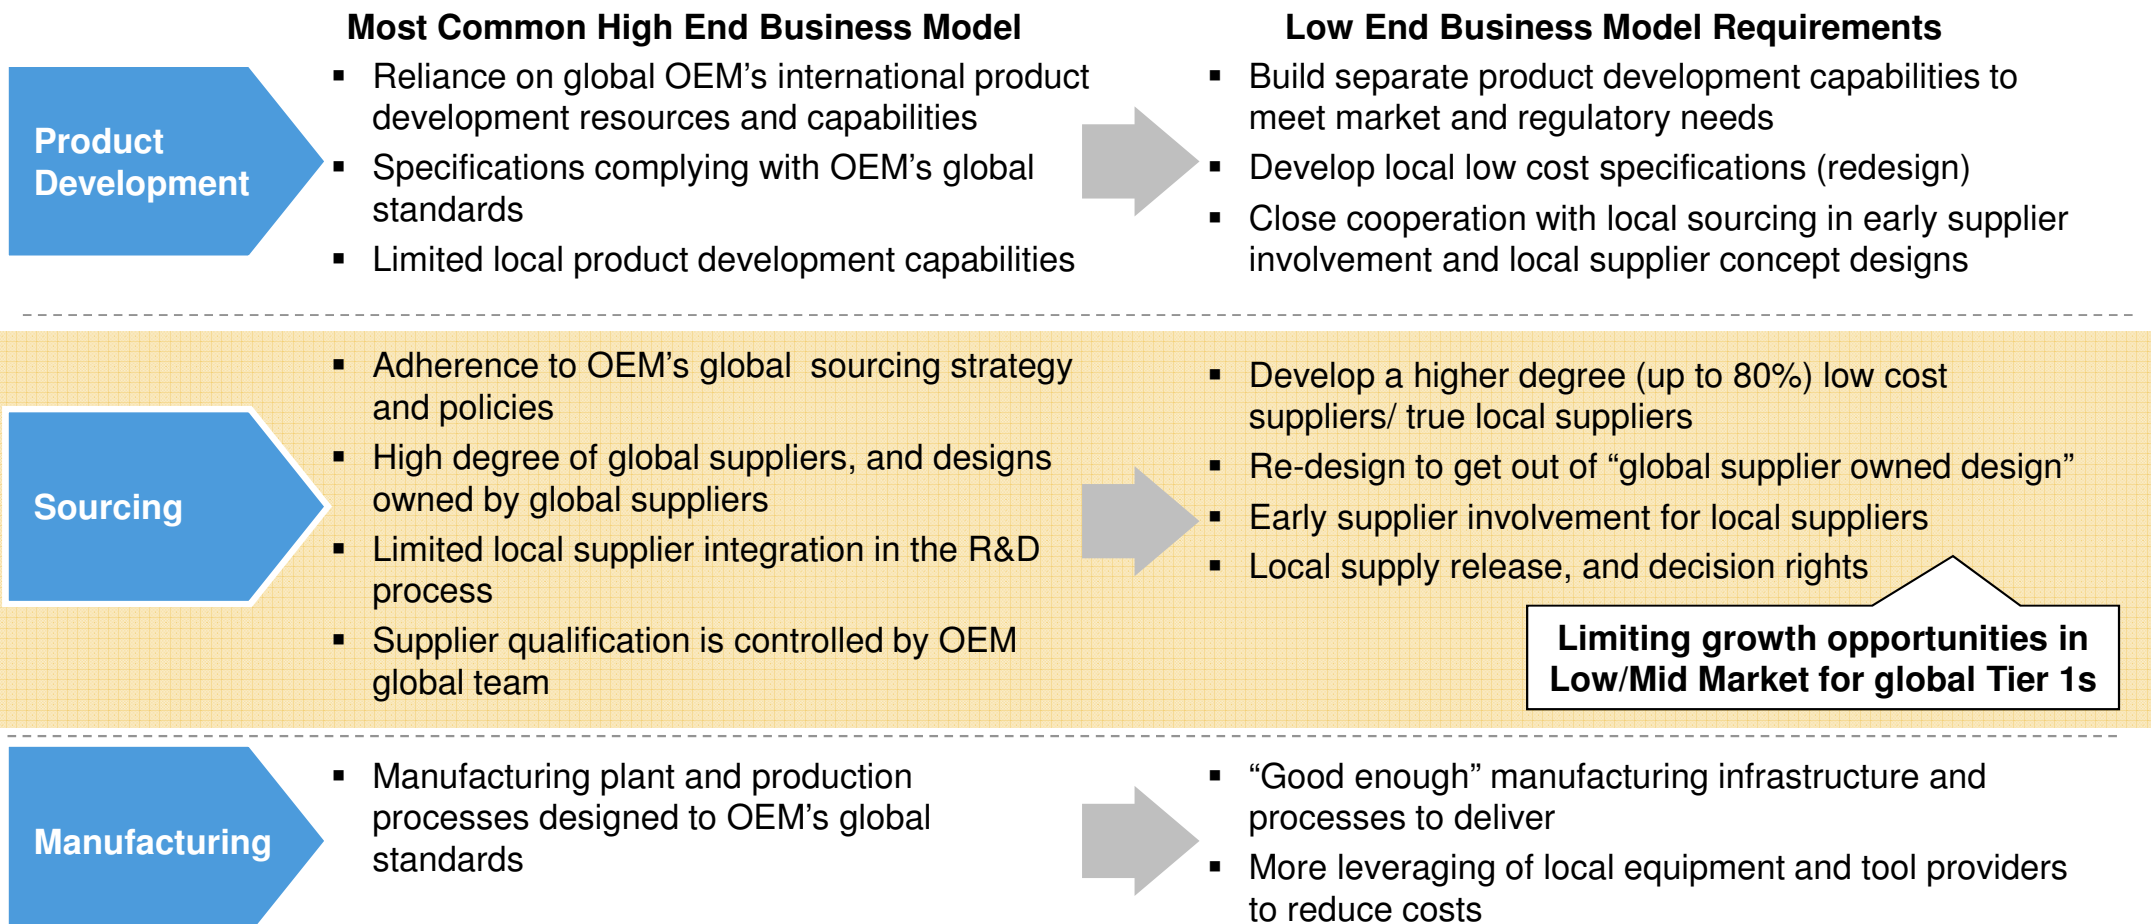 Most Common High End Business Model
Low End Business Model Requirements
Product
Development
▪ Reliance on global OEM’s international product
development resources and capabilities
▪ Specifications complying with OEM’s global
standards
▪ Limited local product development capabilities
▪ Build separate product development capabilities to
meet market and regulatory needs
▪ Develop local low cost specifications (redesign)
▪ Close cooperation with local sourcing in early supplier
involvement and local supplier concept designs
Sourcing
▪ Adherence to OEM’s global  sourcing strategy
and policies
▪ High degree of global suppliers, and designs
owned by global suppliers
▪ Limited local supplier integration in the R&D
process
▪ Supplier qualification is controlled by OEM
global team
▪ Develop a higher degree (up to 80%) low cost
suppliers/ true local suppliers
▪ Re-design to get out of “global supplier owned design”
▪ Early supplier involvement for local suppliers
▪ Local supply release, and decision rights
Limiting growth opportunities in
Low/Mid Market for global Tier 1s
Manufacturing
▪ Manufacturing plant and production
processes designed to OEM’s global
standards
▪ “Good enough” manufacturing infrastructure and
processes to deliver
▪ More leveraging of local equipment and tool providers
to reduce costs